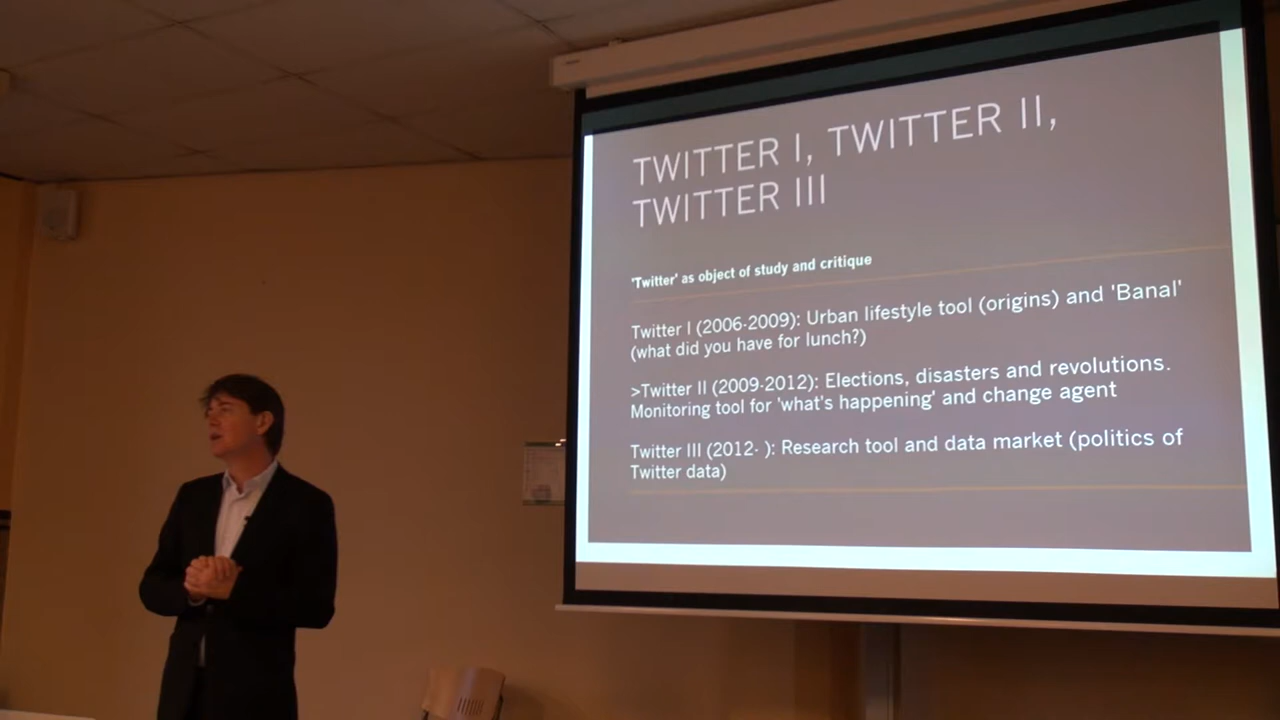 TWITTER I, TWITTER II,
TWITTER III
'Twitter' as object of study and critique
Twitter I (2006-2009): Urban lifestyle tool (origins) and 'Banal'
(what did you have for lunch?)
>Twitter II (2009-2012): Elections, disasters and revolutions.
Monitoring tool for 'what's happening' and change agent
Twitter III (2012- ): Research tool and data market (politics of
Twitter data)